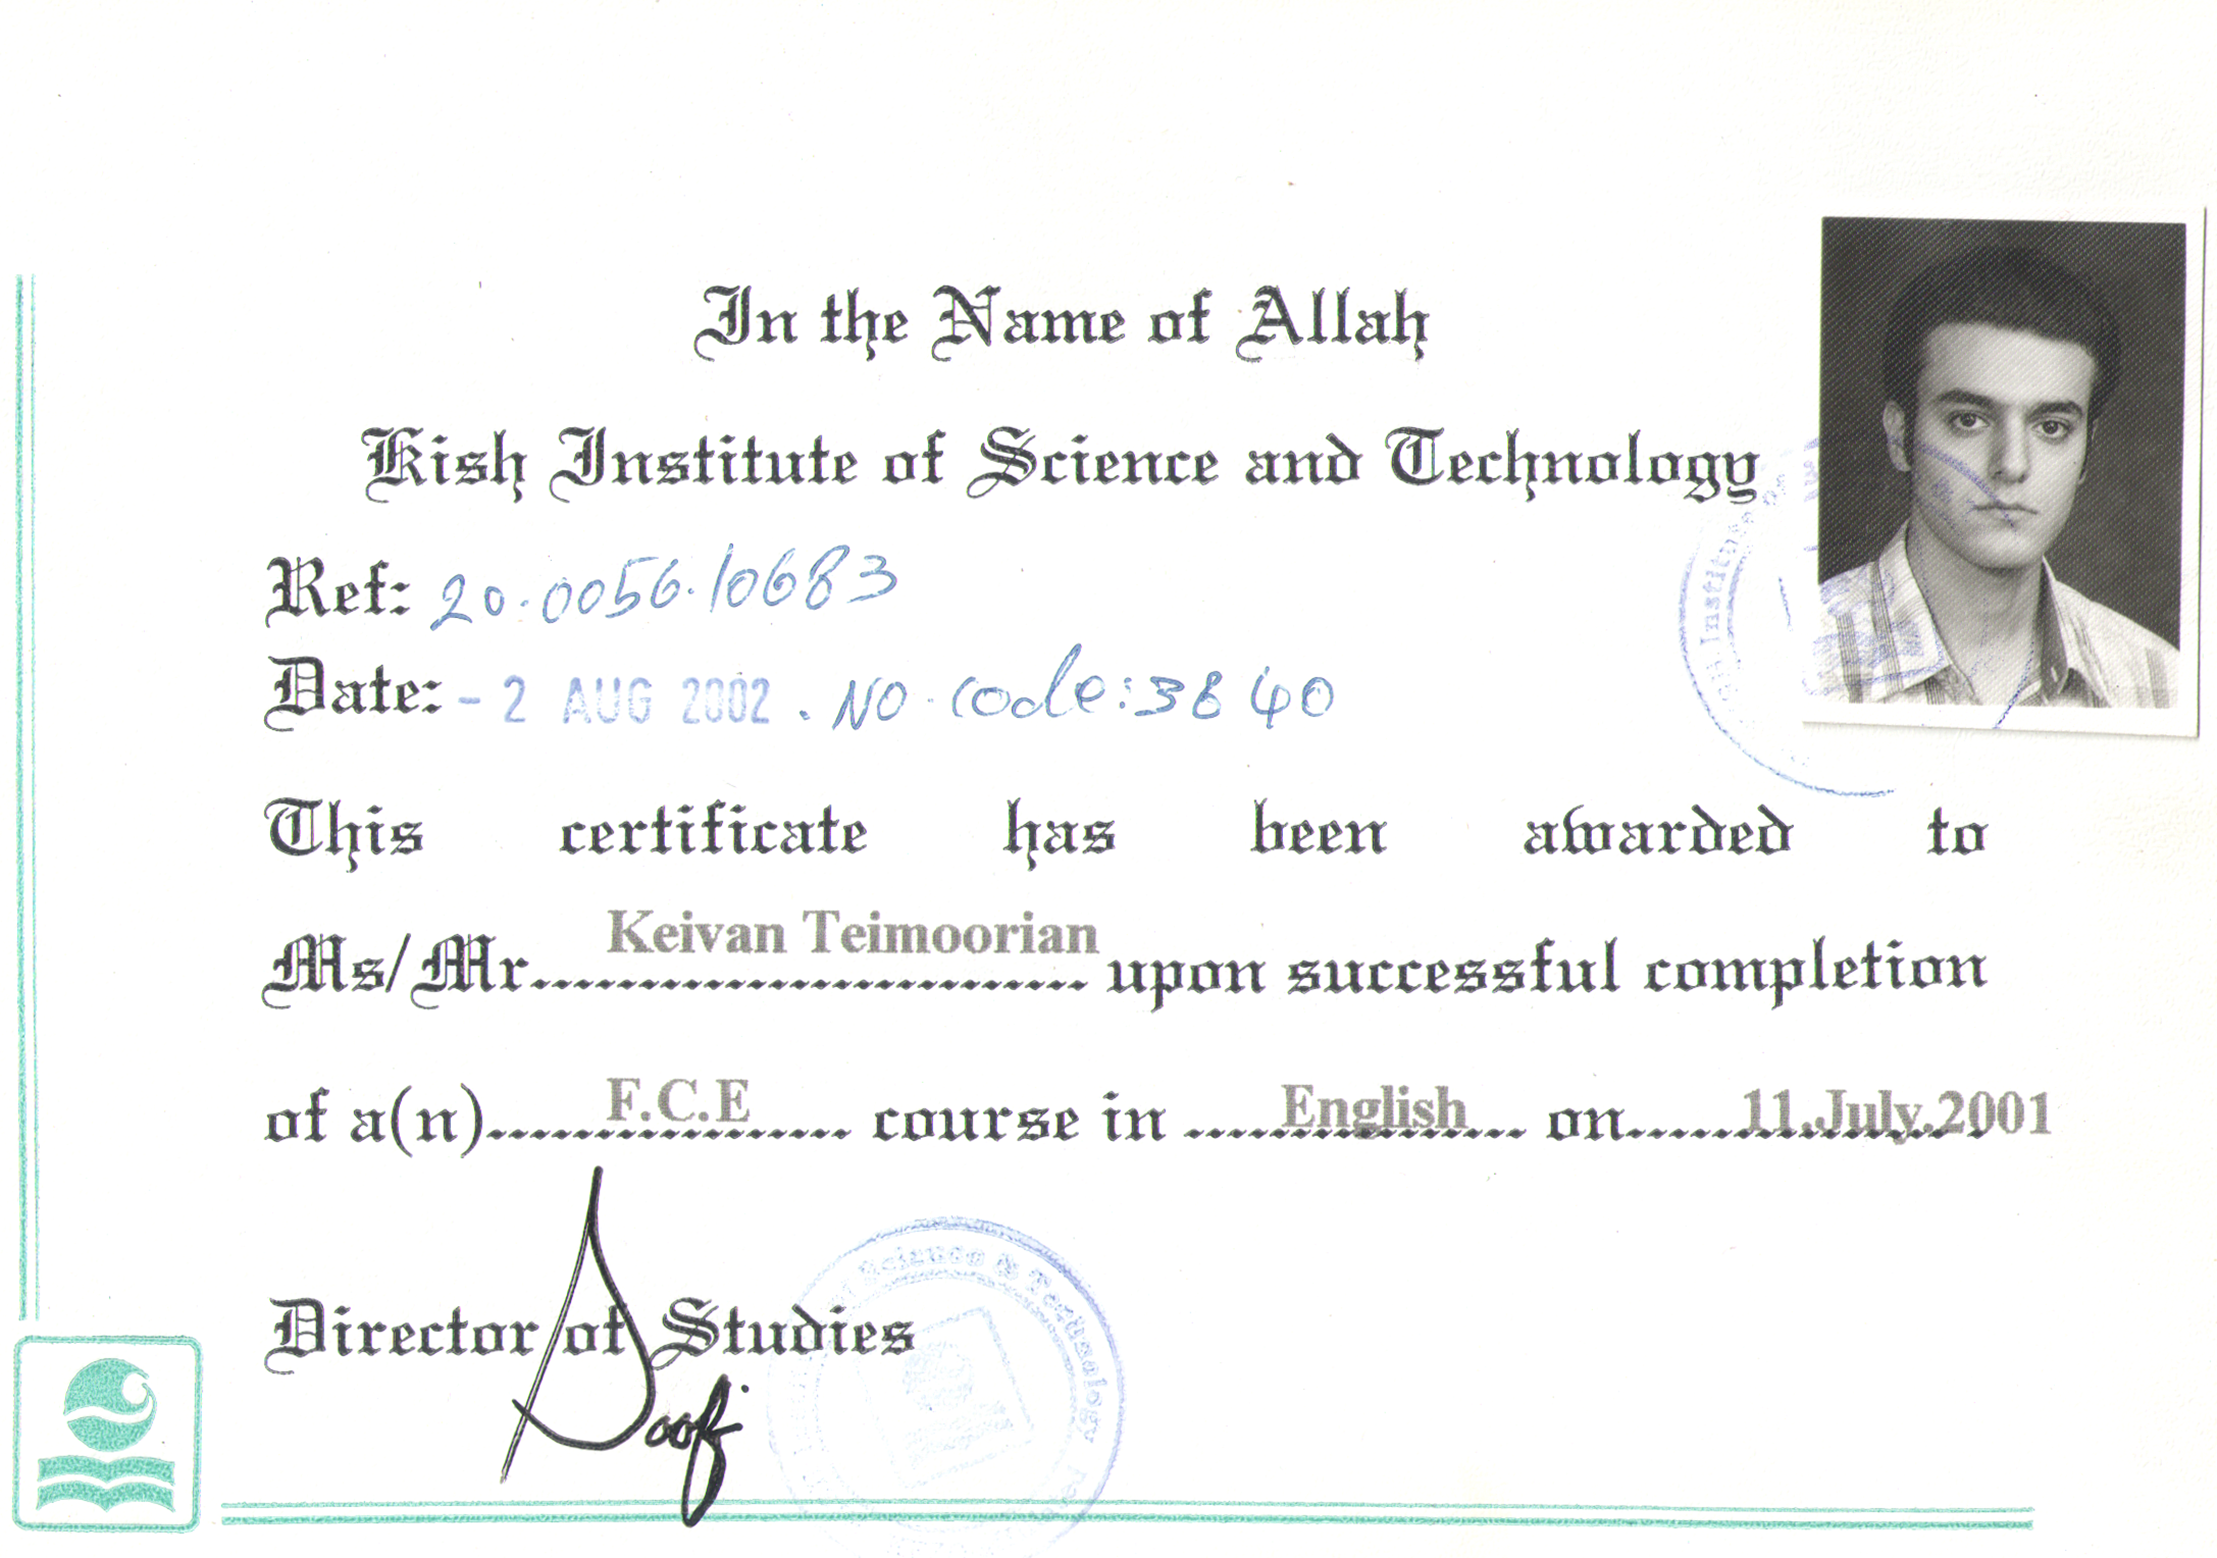 In the Name of Allah
Kish Institute of Science and Technology
Ref: 20.0056.10683
Date: - 2 AUG 2002 . NO.code:3840
This certificate has been awarded to
Ms/Mr. Keivan Teimoorian upon successful completion
of a(n) F.C.E course in English on 11.July.2001
Director of Studies
Soofi
Science & Technology
Institute of